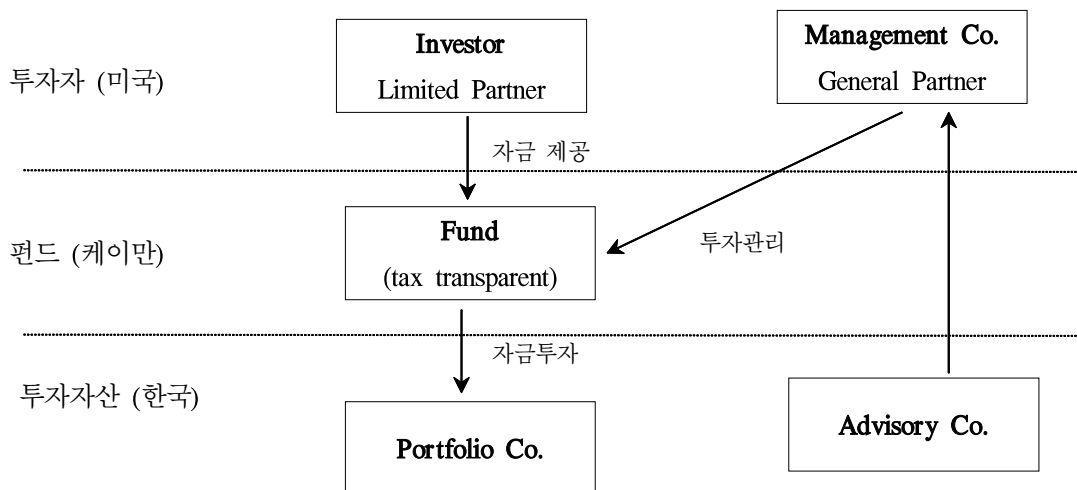 Investor
Limited Partner
Management Co.
General Partner
투자자 (미국)
자금 제공
펀드 (케이만)
Fund
(tax transparent)
투자관리
자금투자
투자자산 (한국)
Portfolio Co.
Advisory Co.